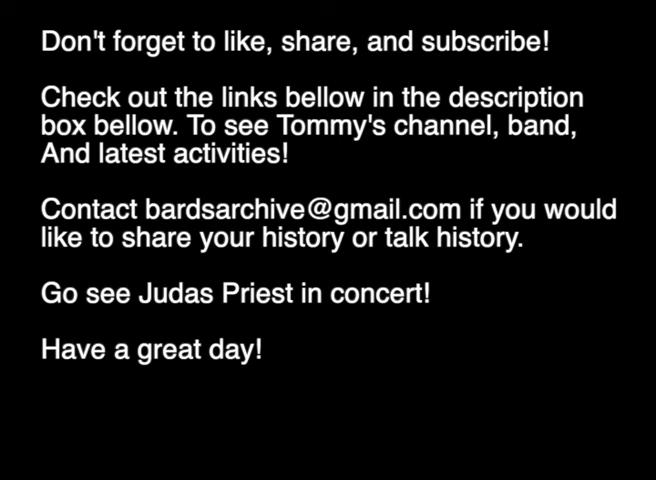 Don't forget to like, share, and subscribe!
Check out the links bellow in the description
box bellow. To see Tommy's channel, band,
And latest activities!
Contact bardsarchive@gmail.com if you would
like to share your history or talk history.
Go see Judas Priest in concert!
Have a great day!